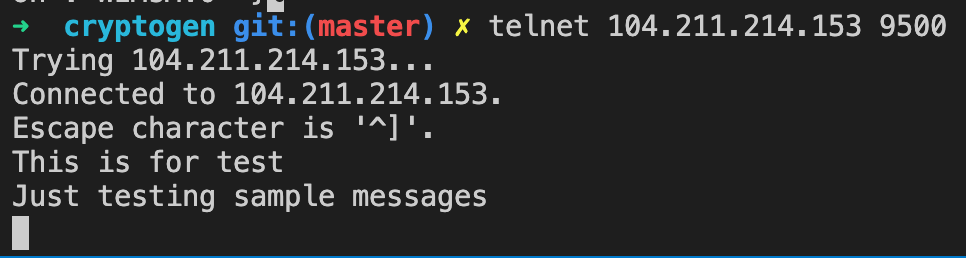 ➜  cryptogen git:(master) ✗ telnet 104.211.214.153 9500
Trying 104.211.214.153...
Connected to 104.211.214.153.
Escape character is '^]'.
This is for test
Just testing sample messages